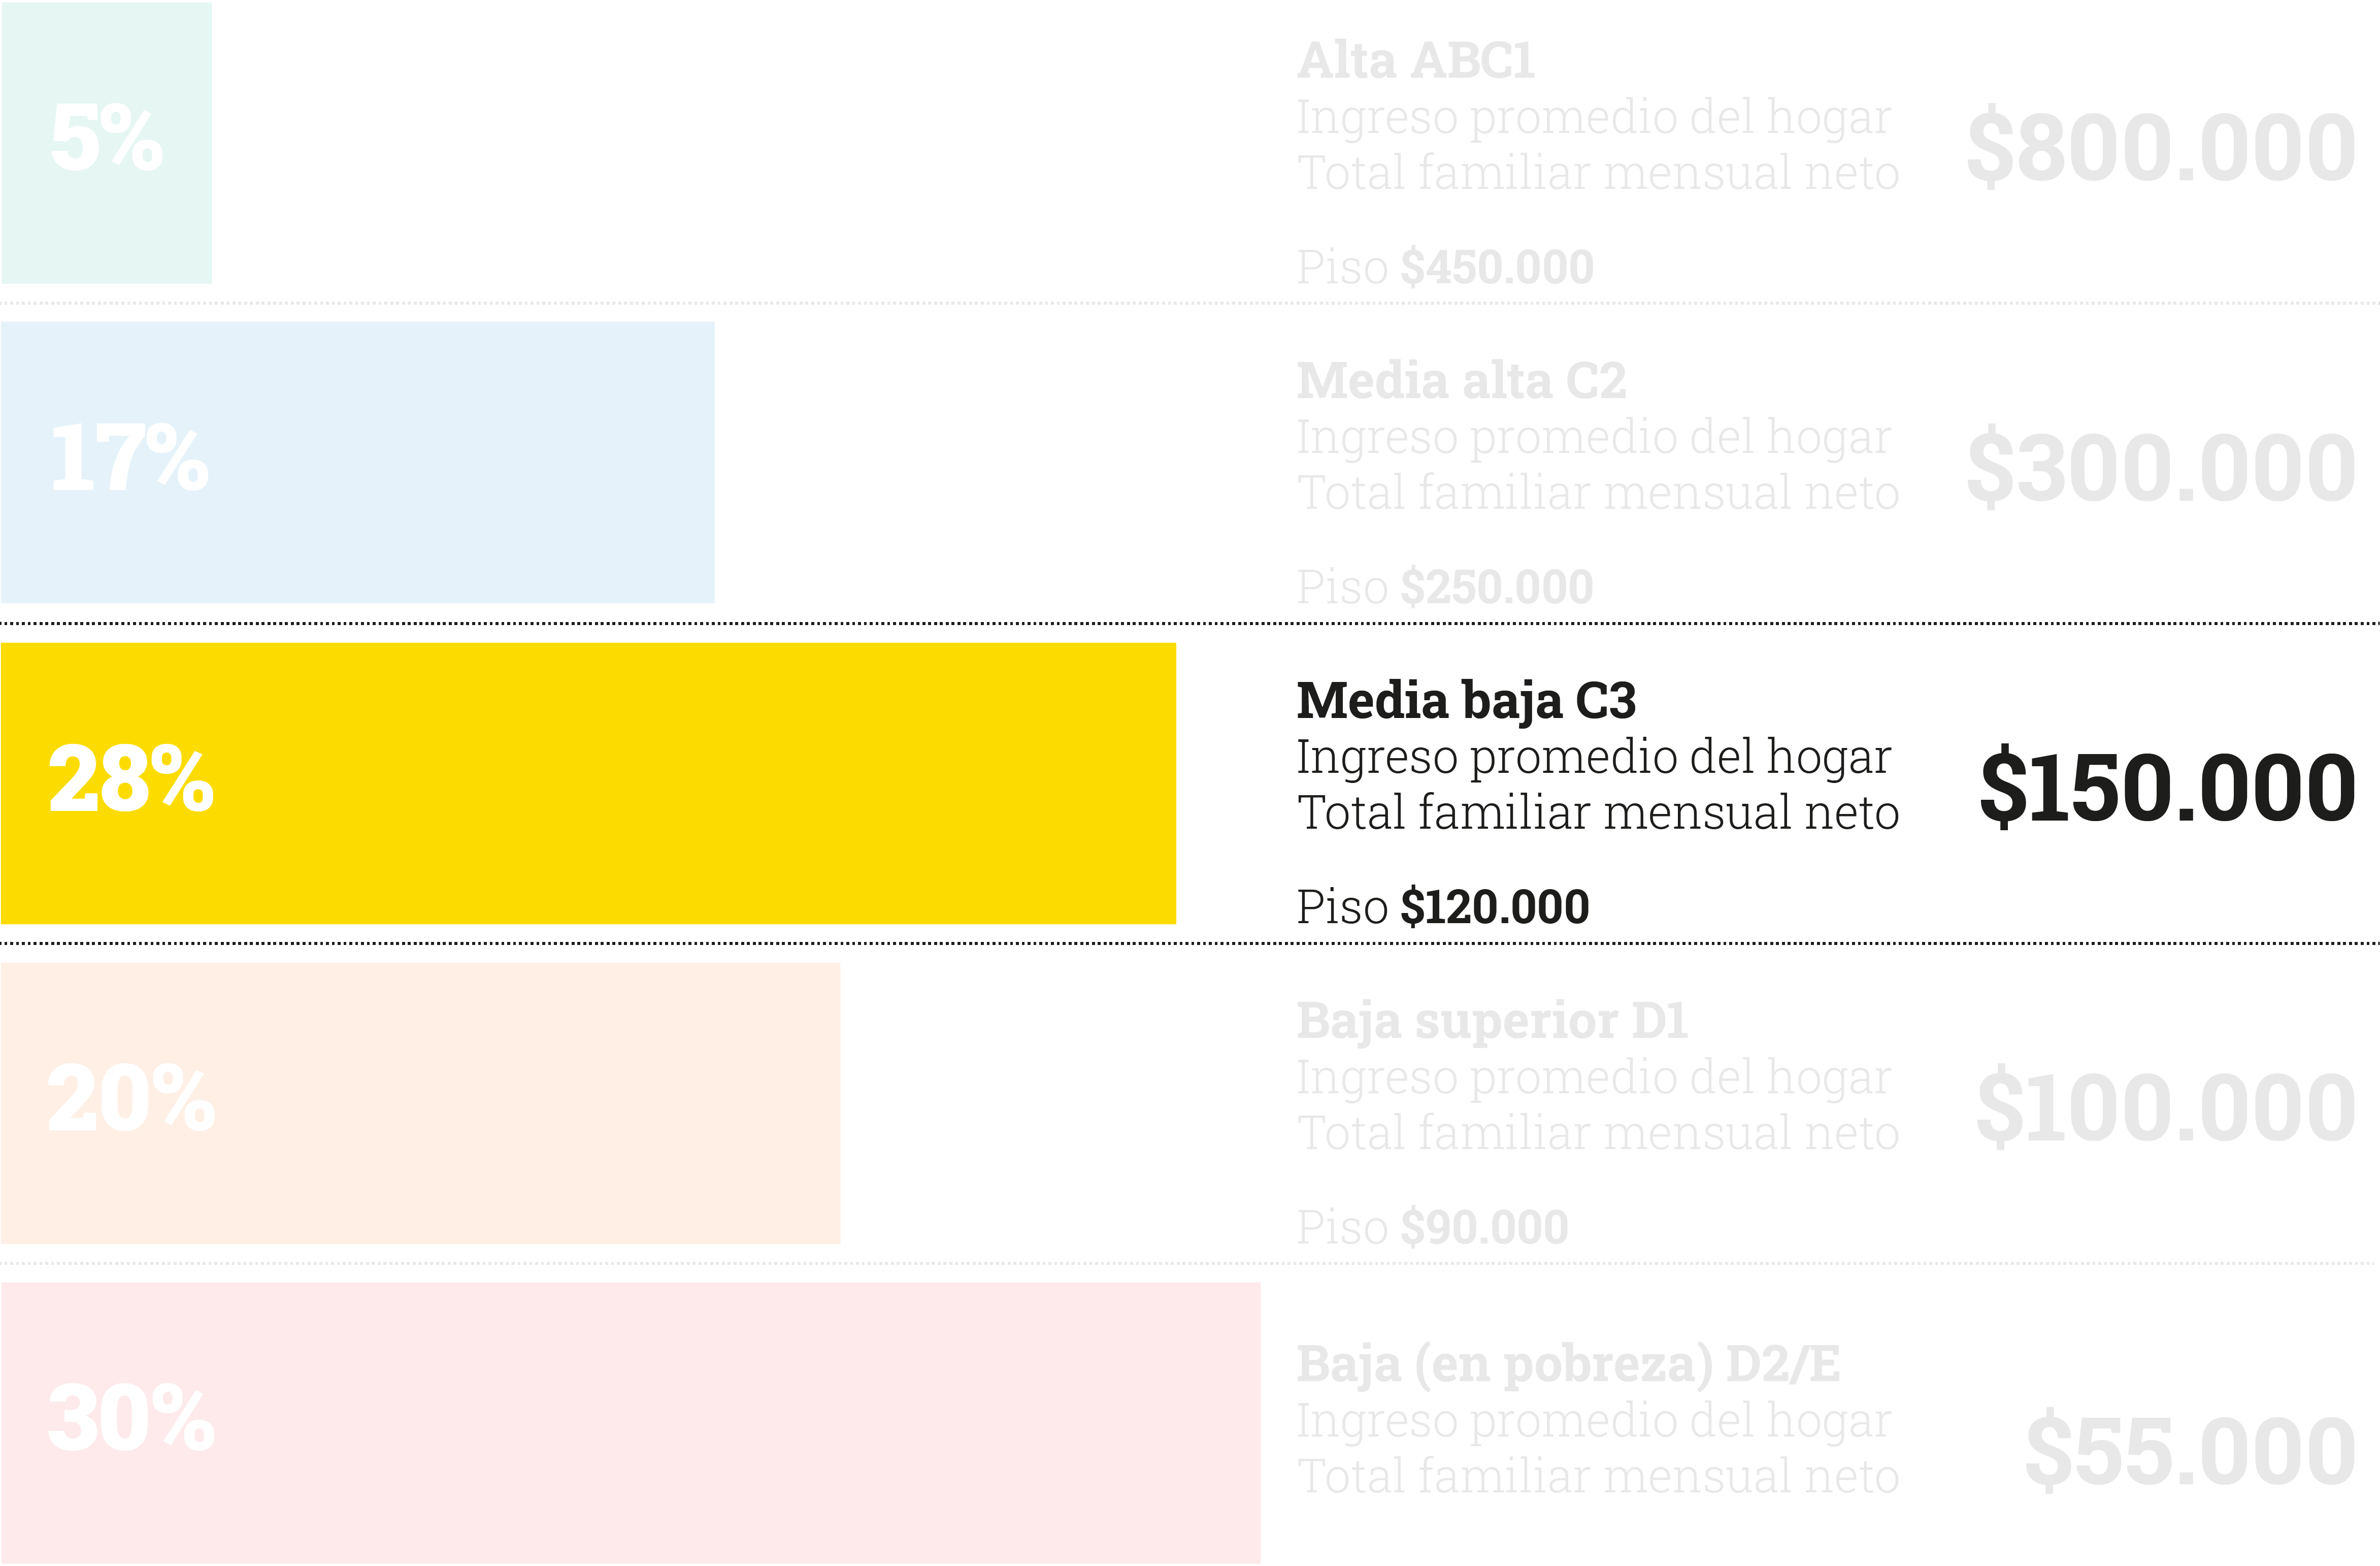 5%
Alta ABC1
Ingreso promedio del hogar
Total familiar mensual neto
$800.000
Piso $450.000
17%
Media alta C2
Ingreso promedio del hogar
Total familiar mensual neto
$300.000
Piso $250.000
28%
Media baja C3
Ingreso promedio del hogar
Total familiar mensual neto
$150.000
Piso $120.000
20%
Baja superior D1
Ingreso promedio del hogar
Total familiar mensual neto
$100.000
Piso $90.000
30%
Baja (en pobreza) D2/E
Ingreso promedio del hogar
Total familiar mensual neto
$55.000